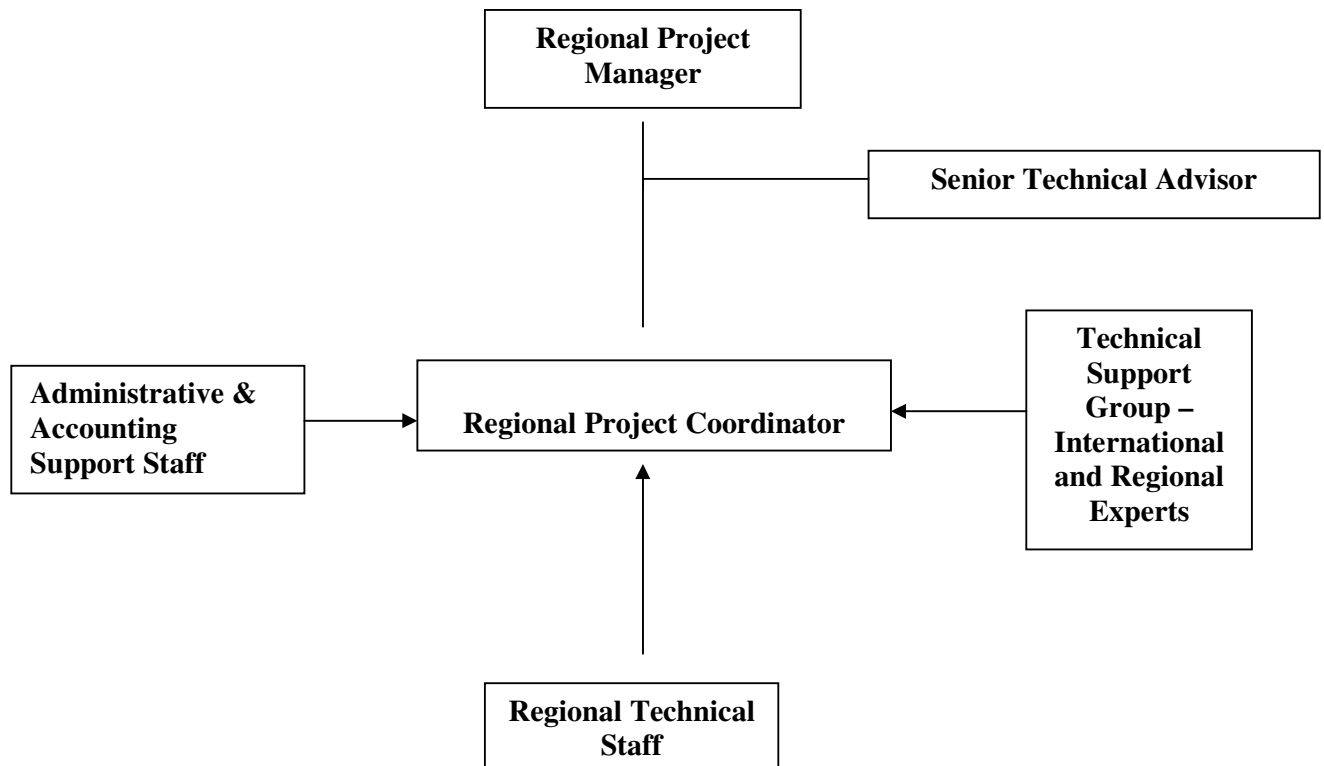 Regional Project
Manager
Senior Technical Advisor
Administrative &
Accounting
Support Staff
Regional Project Coordinator
Technical
Support
Group –
International
and Regional
Experts
Regional Technical
Staff